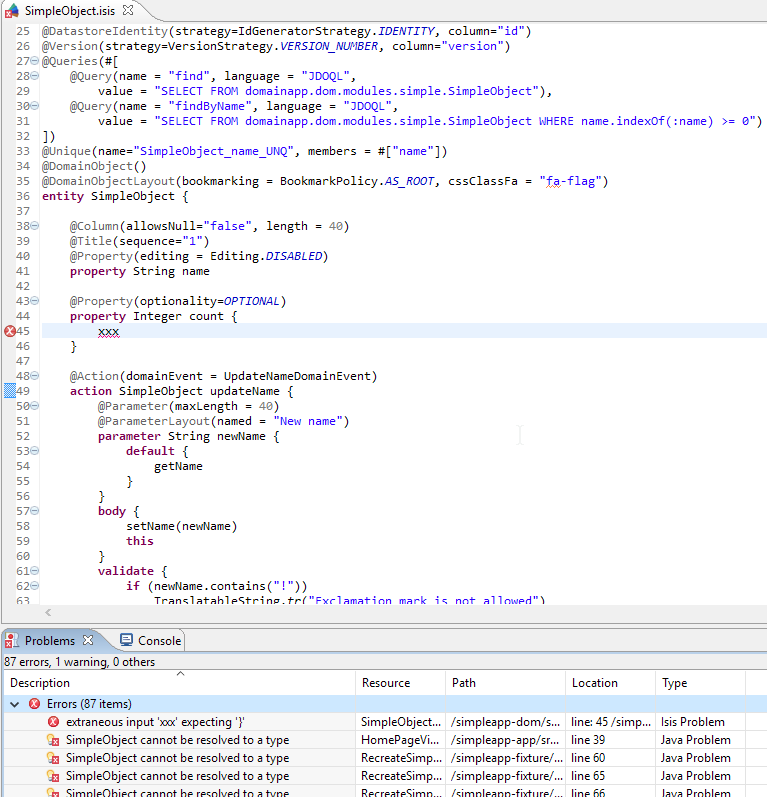 SimpleObject.isis
25 @DatastoreIdentity(strategy=IdGeneratorStrategy.IDENTITY, column="id")
26 @Version(strategy=VersionStrategy.VERSION_NUMBER, column="version")
27 @Queries(#[
28 @Query(name = "find", language = "JDOQL",
29 value = "SELECT FROM domainapp.dom.modules.simple.SimpleObject"),
30 @Query(name = "findByName", language = "JDOQL",
31 value = "SELECT FROM domainapp.dom.modules.simple.SimpleObject WHERE name.indexOf(:name) >= 0")
32 ])
33 @Unique(name="SimpleObject_name_UNQ", members = #["name"])
34 @DomainObject()
35 @DomainObjectLayout(bookmarking = BookmarkPolicy.AS_ROOT, cssClassFa = "fa-flag")
36 entity SimpleObject {
37
38 @Column(allowsNull="false", length = 40)
39 @Title(sequence="1")
40 @Property(editing = Editing.DISABLED)
41 property String name
42
43 @Property(optionality=OPTIONAL)
44 property Integer count {
45 xxx
46 }
47
48 @Action(domainEvent = UpdateNameDomainEvent)
49 action SimpleObject updateName {
50 @Parameter(maxLength = 40)
51 @ParameterLayout(named = "New name")
52 parameter String newName {
53 default {
54 getName
55 }
56 }
57 body {
58 setName(newName)
59 this
60 }
61 validate {
62 if (newName.contains("!"))
63 TranslatableString.tr("Exclamation mark is not allowed")
Problems Console
87 errors, 1 warning, 0 others
Description Resource Path Location Type
Errors (87 items)
extraneous input 'xxx' expecting '}' SimpleObject... /simpleapp-dom/s... line: 45 /simp... Isis Problem
SimpleObject cannot be resolved to a type HomePageVi... /simpleapp-app/sr... line 39 Java Problem
SimpleObject cannot be resolved to a type RecreateSimp... /simpleapp-fixture/... line 60 Java Problem
SimpleObject cannot be resolved to a type RecreateSimp... /simpleapp-fixture/... line 65 Java Problem
SimpleObject cannot be resolved to a type RecreateSimp... /simpleapp-fixture/... line 66 Java Problem